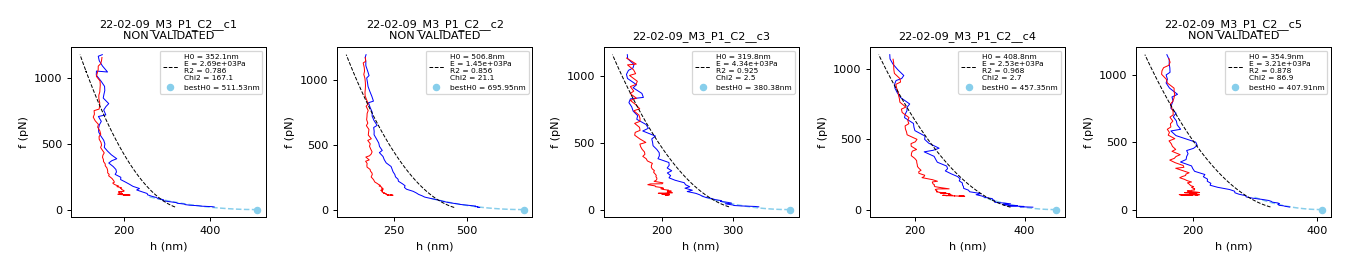 22-02-09_M3_P1_C2__c1
NON VALIDATED
H0 = 352.1nm
E = 2.69e+03Pa
R2 = 0.786
Chi2 = 167.1
bestH0 = 511.53nm
f (pN)
1000
500
0
200
400
h (nm)
22-02-09_M3_P1_C2__c2
NON VALIDATED
H0 = 506.8nm
E = 1.45e+03Pa
R2 = 0.856
Chi2 = 21.1
bestH0 = 695.95nm
f (pN)
1000
500
0
250
500
h (nm)
22-02-09_M3_P1_C2__c3
H0 = 319.8nm
E = 4.34e+03Pa
R2 = 0.925
Chi2 = 2.5
bestH0 = 380.38nm
f (pN)
1000
500
0
200
300
h (nm)
22-02-09_M3_P1_C2__c4
H0 = 408.8nm
E = 2.53e+03Pa
R2 = 0.968
Chi2 = 2.7
bestH0 = 457.35nm
f (pN)
1000
500
0
200
400
h (nm)
22-02-09_M3_P1_C2__c5
NON VALIDATED
H0 = 354.9nm
E = 3.21e+03Pa
R2 = 0.878
Chi2 = 86.9
bestH0 = 407.91nm
f (pN)
1000
500
0
200
400
h (nm)